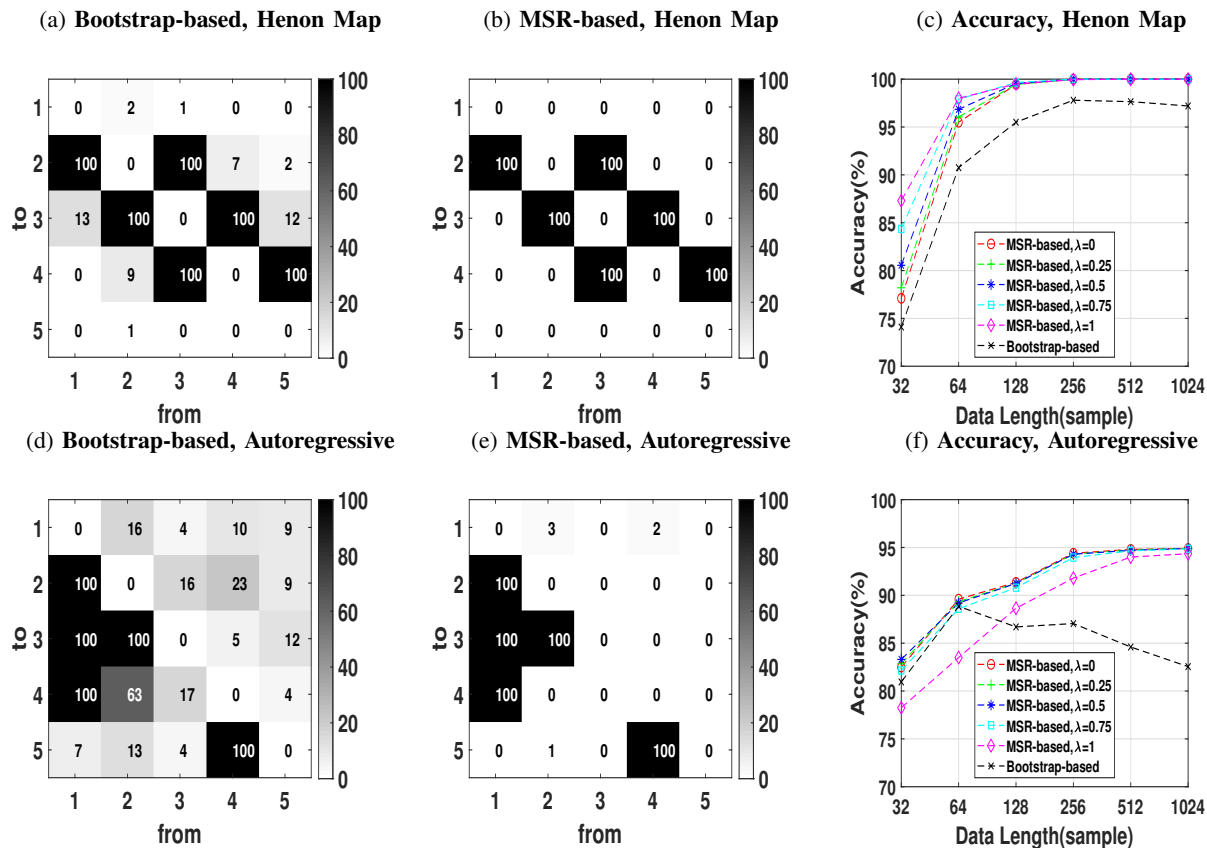 (a) Bootstrap-based, Henon Map
100
80
60
40
20
0
1 0 2 1 0 0
2 100 0 100 7 2
3 13 100 0 100 12
4 0 9 100 0 100
5 0 1 0 0 0
1 2 3 4 5
to
from
(b) MSR-based, Henon Map
100
80
60
40
20
0
1 0 0 0 0 0
2 100 0 100 0 0
3 0 100 0 100 0
4 0 0 100 0 100
5 0 0 0 0 0
1 2 3 4 5
to
from
(c) Accuracy, Henon Map
100
95
90
85
80
75
70
Accuracy(%)
MSR-based,λ=0
MSR-based,λ=0.25
MSR-based,λ=0.5
MSR-based,λ=0.75
MSR-based,λ=1
Bootstrap-based
32 64 128 256 512 1024
Data Length(sample)
(d) Bootstrap-based, Autoregressive
100
80
60
40
20
0
1 0 16 4 10 9
2 100 0 16 23 9
3 100 100 0 5 12
4 100 63 17 0 4
5 7 13 4 100 0
1 2 3 4 5
to
from
(e) MSR-based, Autoregressive
100
80
60
40
20
0
1 0 3 0 2 0
2 100 0 0 0 0
3 100 100 0 0 0
4 100 0 0 0 0
5 0 1 0 100 0
1 2 3 4 5
to
from
(f) Accuracy, Autoregressive
100
95
90
85
80
75
70
Accuracy(%)
MSR-based,λ=0
MSR-based,λ=0.25
MSR-based,λ=0.5
MSR-based,λ=0.75
MSR-based,λ=1
Bootstrap-based
32 64 128 256 512 1024
Data Length(sample)